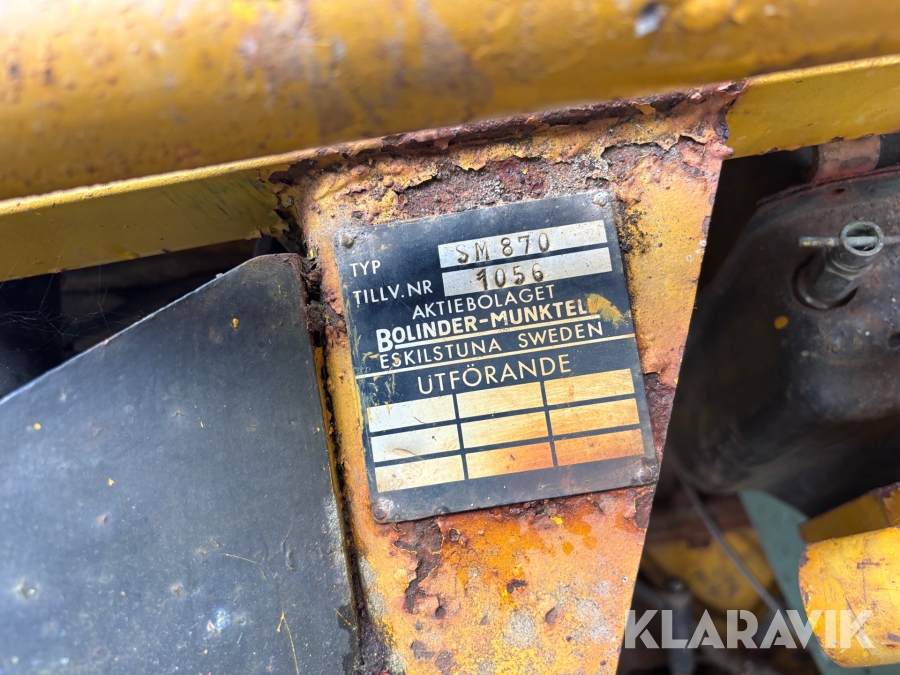 TYP SM 870
TILLV.NR 1056
AKTIEBOLAGET
BOLINDER-MUNKTELL
ESKILSTUNA SWEDEN
UTFÖRANDE
KLARAVIK